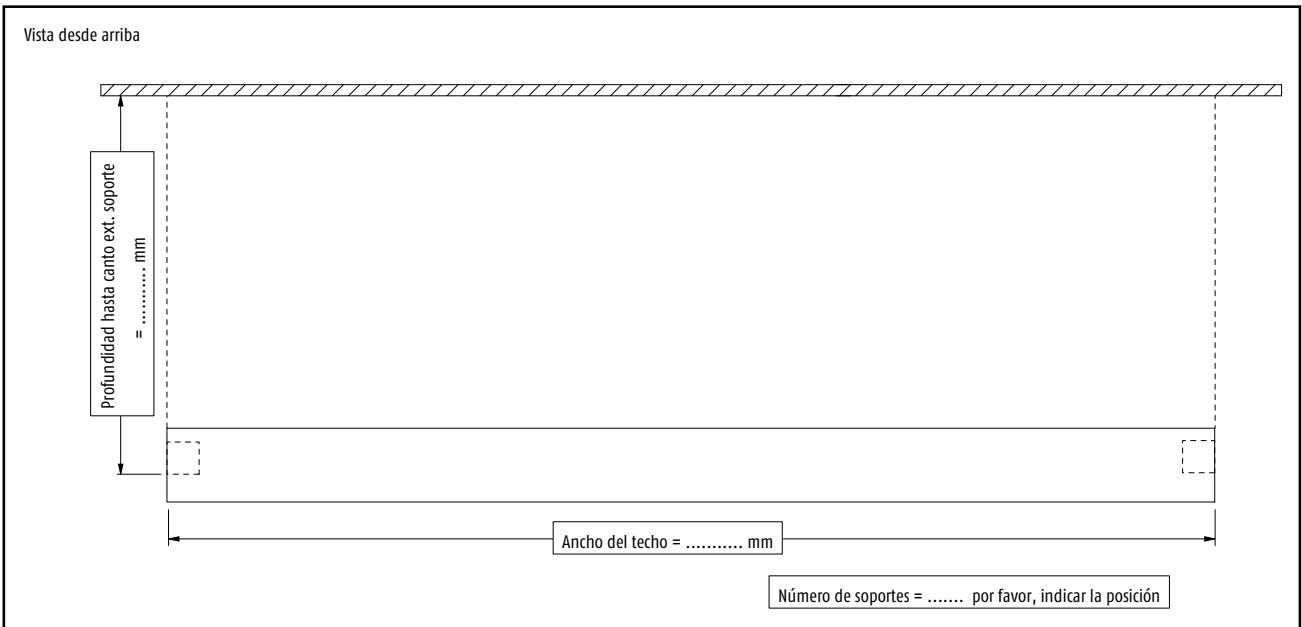 Vista desde arriba
Profundidad hasta canto ext. soporte
= ........... mm
Ancho del techo = ........... mm
Número de soportes = ....... por favor, indicar la posición